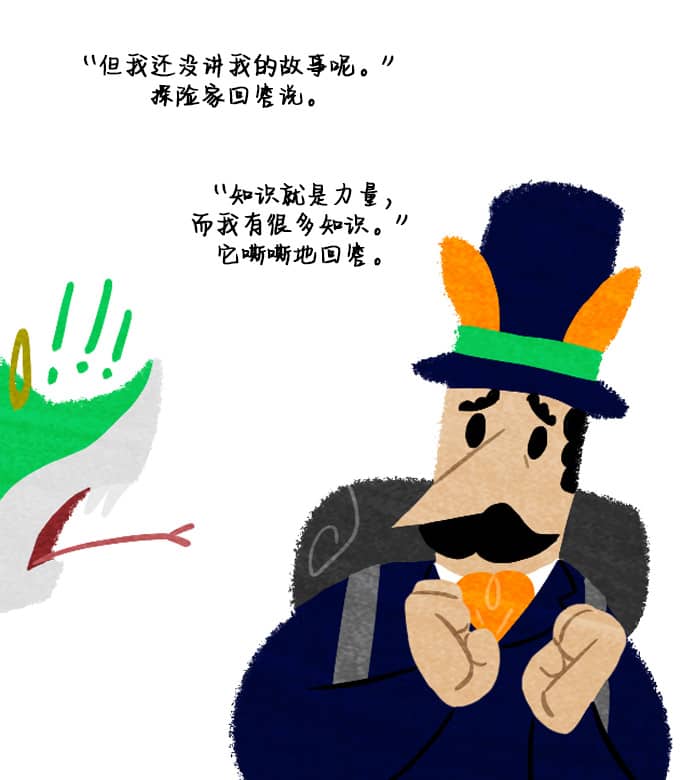 “但我还没讲我的故事呢。”
探险家回答说。
“知识就是力量，
而我有很多知识。”
它嘶嘶地回答。